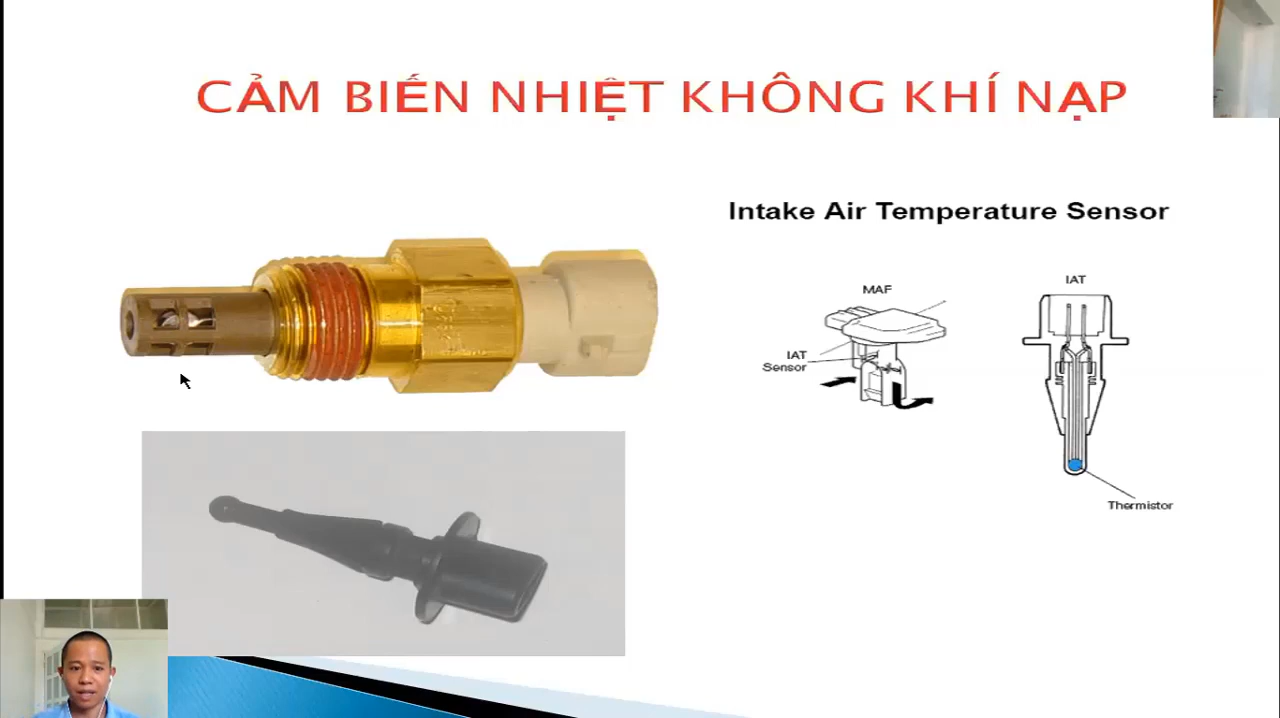 CẢM BIẾN NHIỆT KHÔNG KHÍ NẠP
Intake Air Temperature Sensor
MAF
IAT
IAT
Sensor
Thermistor